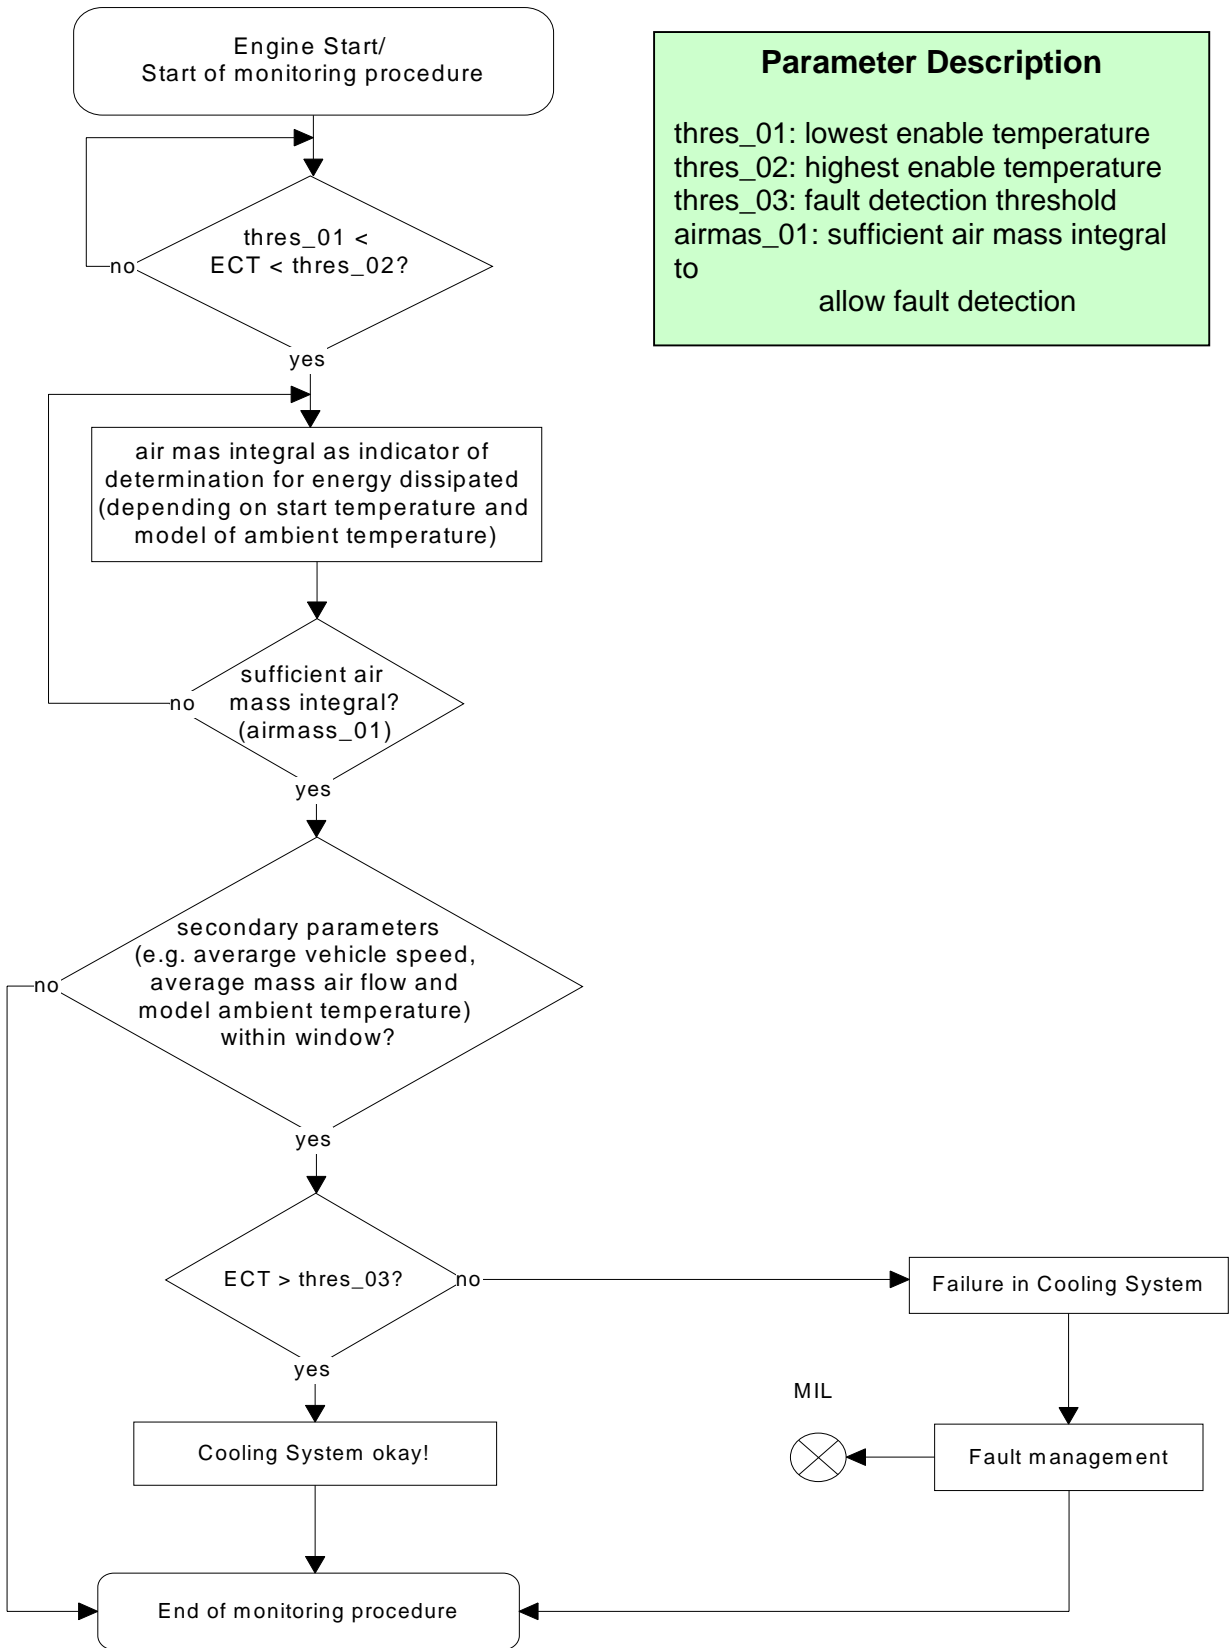 Engine Start/
Start of monitoring procedure
Parameter Description
thres_01: lowest enable temperature
thres_02: highest enable temperature
thres_03: fault detection threshold
airmas_01: sufficient air mass integral
to
allow fault detection
thres_01 <
ECT < thres_02?
no
yes
air mas integral as indicator of
determination for energy dissipated
(depending on start temperature and
model of ambient temperature)
sufficient air
mass integral?
(airmass_01)
no
yes
secondary parameters
(e.g. averarge vehicle speed,
average mass air flow and
model ambient temperature)
within window?
no
yes
ECT > thres_03?
no
Failure in Cooling System
yes
MIL
Cooling System okay!
Fault management
End of monitoring procedure